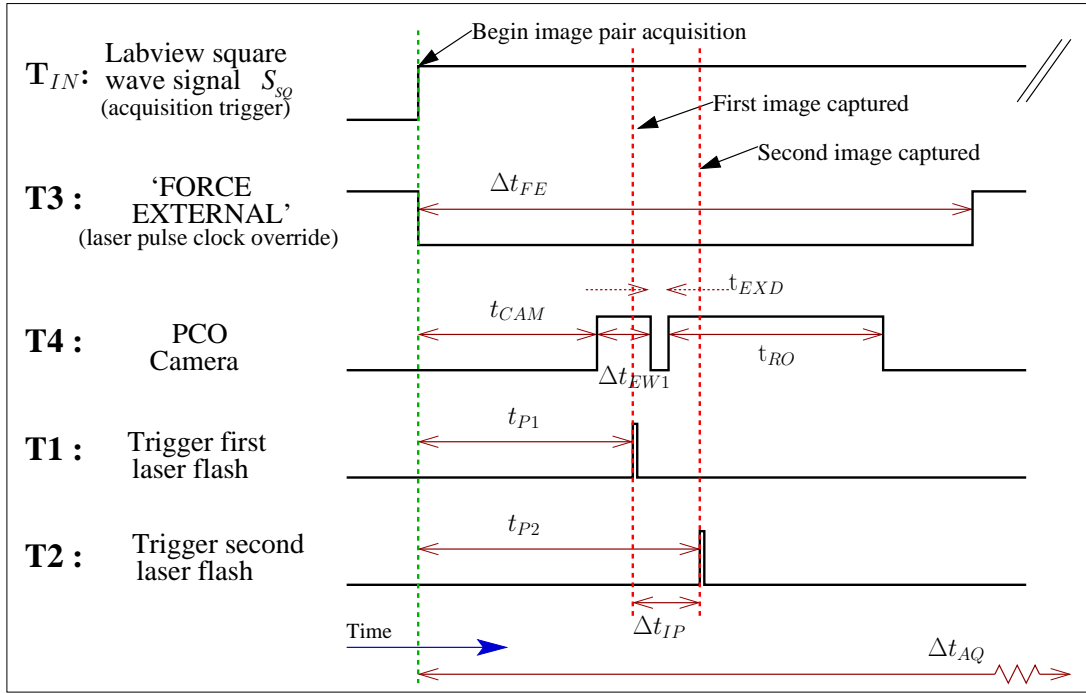 T_IN: Labview square
wave signal S_SQ
(acquisition trigger)
Begin image pair acquisition
First image captured
Second image captured
T3 : ‘FORCE
EXTERNAL’
(laser pulse clock override)
Δt_FE
T4 : PCO
Camera
t_CAM
t_EXD
Δt_EW1
t_RO
T1 : Trigger first
laser flash
t_P1
T2 : Trigger second
laser flash
t_P2
Δt_IP
Time
Δt_AQ